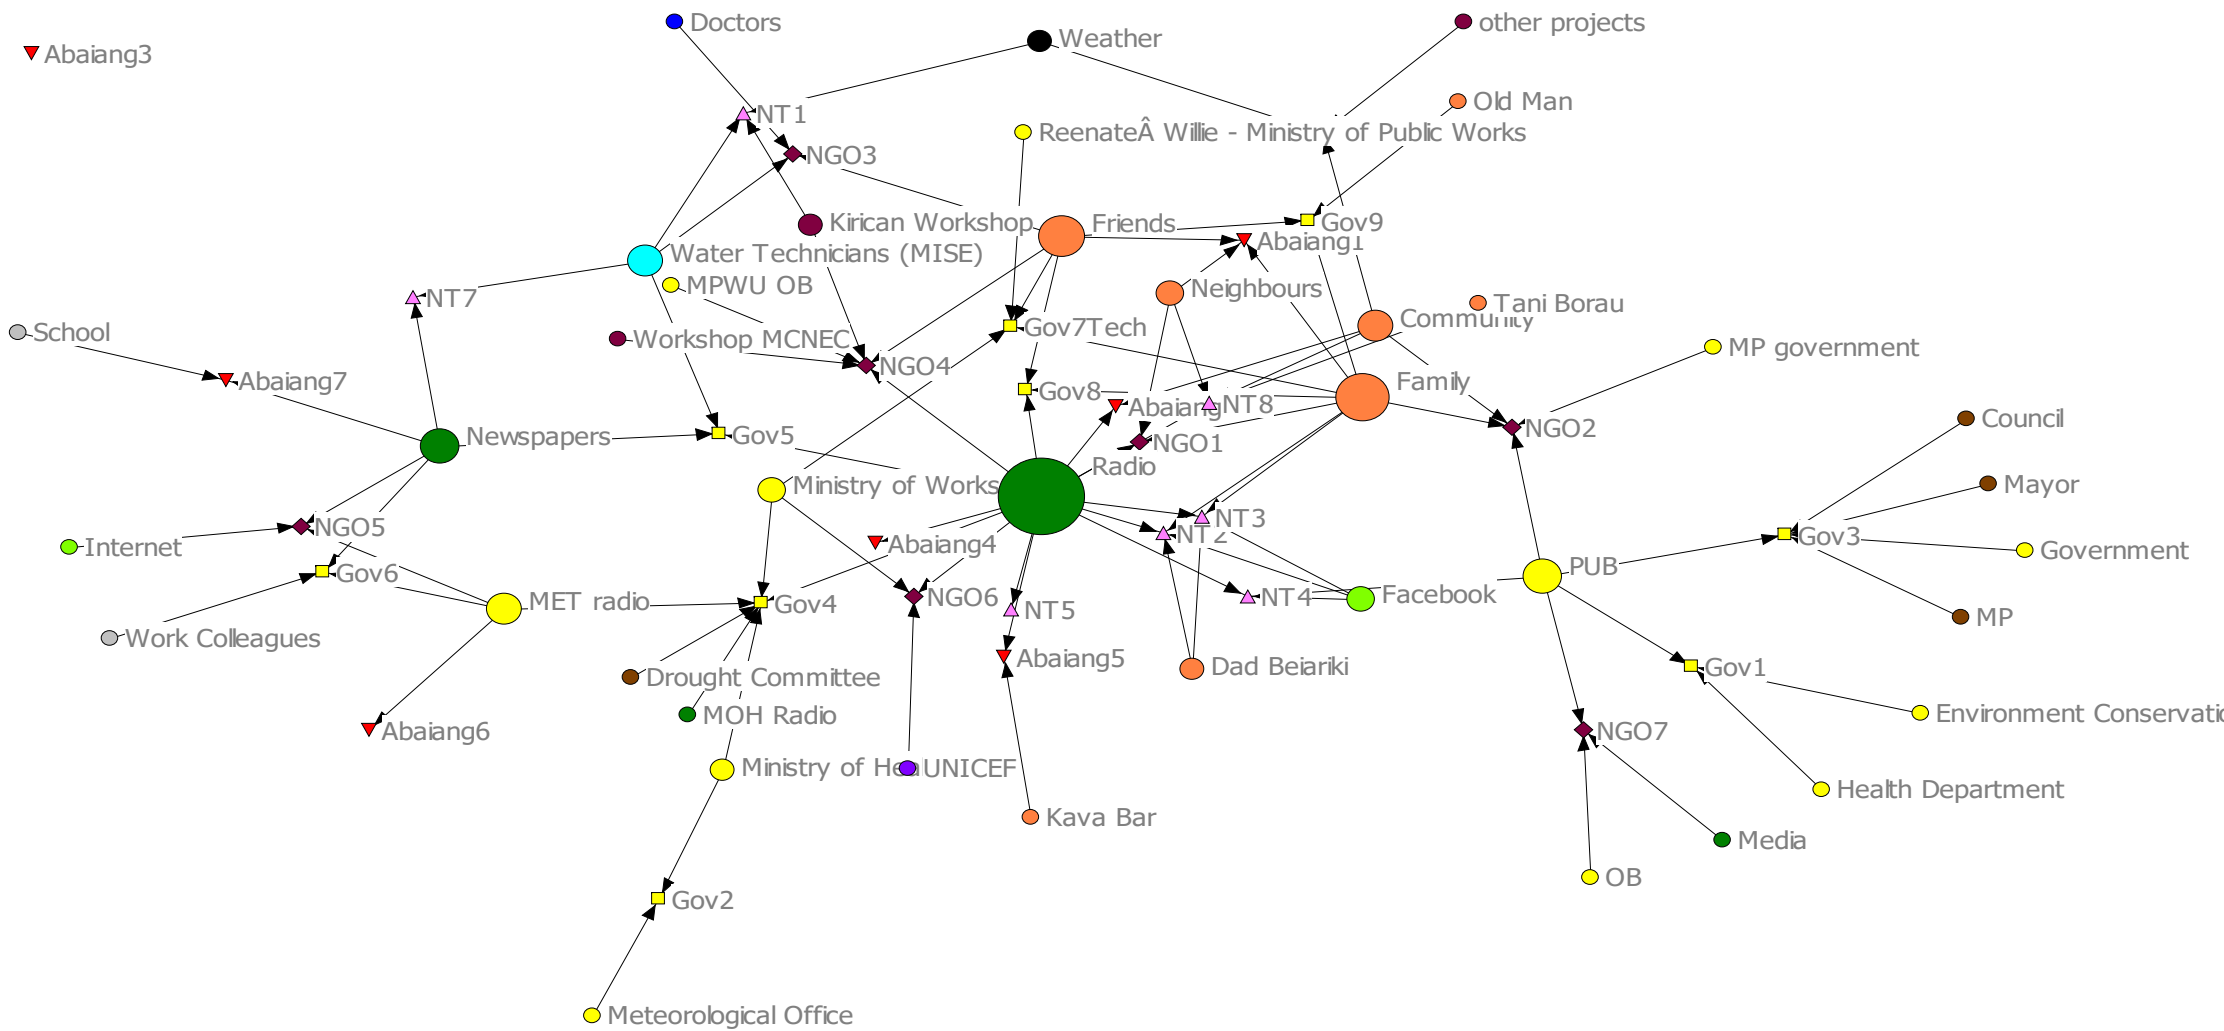 Doctors
Weather
other projects
Abaiang3
Old Man
NT1
ReenateÂ Willie - Ministry of Public Works
NGO3
Kirican Workshop
Friends
Gov9
Abaiang1
Water Technicians (MISE)
MPWU OB
Neighbours
NT7
Tani Borau
Community
School
Gov7Tech
Workshop MCNEC
MP government
NGO4
Abaiang7
Gov8
Family
Abaiang
NT8
Council
Newspapers
Gov5
NGO2
NGO1
Radio
Ministry of Works
Mayor
NGO5
NT3
NT2
Gov3
Internet
Abaiang4
Government
Gov6
PUB
MET radio
Gov4
NGO6
NT5
NT4
Facebook
MP
Work Colleagues
Abaiang5
Dad Beiariki
Gov1
Drought Committee
MOH Radio
Environment Conservati
Abaiang6
NGO7
Ministry of Hea
UNICEF
Health Department
Kava Bar
Media
OB
Gov2
Meteorological Office